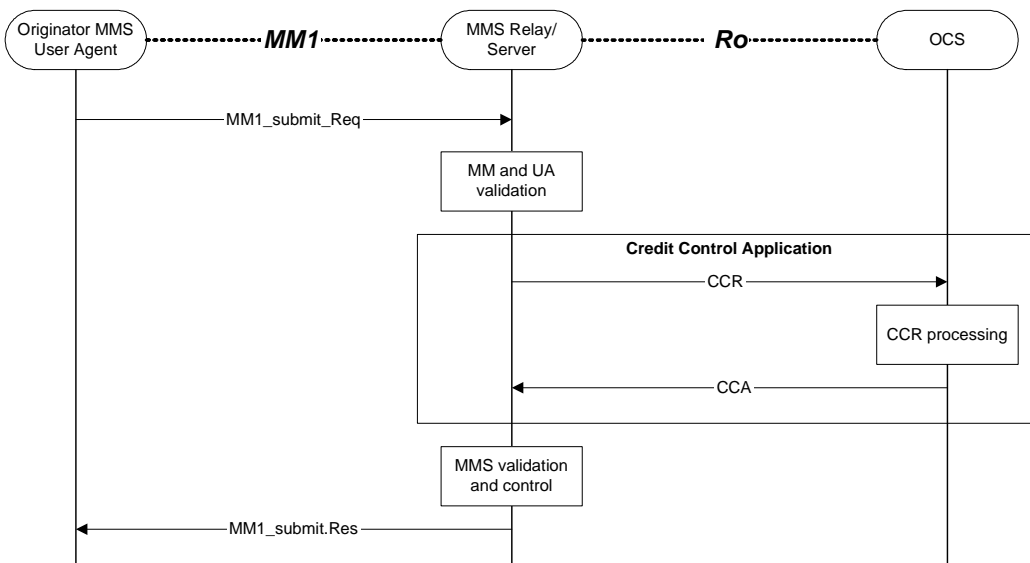 Originator MMS
User Agent
MM1
MMS Relay/
Server
Ro
OCS
MM1_submit_Req
MM and UA
validation
Credit Control Application
CCR
CCR processing
CCA
MMS validation
and control
MM1_submit.Res